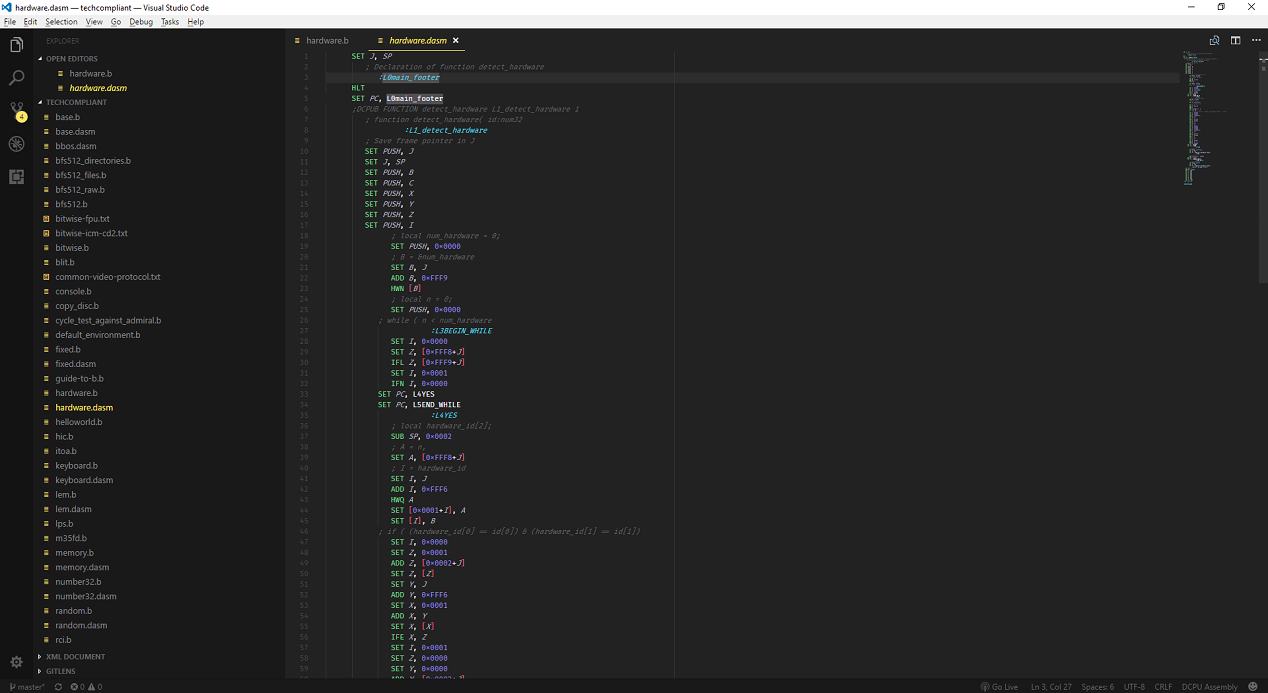 hardware.dasm — techcompliant — Visual Studio Code
File Edit Selection View Go Debug Tasks Help
EXPLORER
OPEN EDITORS
hardware.b
hardware.dasm
TECHCOMPLIANT
base.b
base.dasm
bbos.dasm
bfs512_directories.b
bfs512_files.b
bfs512_raw.b
bfs512.b
bitwise-fpu.txt
bitwise-icm-cd2.txt
bitwise.b
blit.b
common-video-protocol.txt
console.b
copy_disc.b
cycle_test_against_admiral.b
default_environment.b
fixed.b
fixed.dasm
guide-to-b.b
hardware.b
hardware.dasm
helloworld.b
hic.b
itoa.b
keyboard.b
keyboard.dasm
lem.b
lem.dasm
lps.b
m35fd.b
memory.b
memory.dasm
number32.b
number32.dasm
random.b
random.dasm
rci.b
XML DOCUMENT
GITLENS
4
hardware.b hardware.dasm
1 SET J, SP
2 ; Declaration of function detect_hardware
3 :L0main_footer
4 HLT
5 SET PC, L0main_footer
6 ;DCPUB FUNCTION detect_hardware L1_detect_hardware 1
7 ; function detect_hardware( id:num32
8 :L1_detect_hardware
9 ; Save frame pointer in J
10 SET PUSH, J
11 SET J, SP
12 SET PUSH, B
13 SET PUSH, C
14 SET PUSH, X
15 SET PUSH, Y
16 SET PUSH, Z
17 SET PUSH, I
18 ; local num_hardware = 0;
19 SET PUSH, 0x0000
20 ; B = &num_hardware
21 SET B, J
22 ADD B, 0xFFF9
23 HWN [B]
24 ; local n = 0;
25 SET PUSH, 0x0000
26 ; while ( n < num_hardware
27 :L3BEGIN_WHILE
28 SET I, 0x0000
29 SET Z, [0xFFF8+J]
30 IFL Z, [0xFFF9+J]
31 SET I, 0x0001
32 IFN I, 0x0000
33 SET PC, L4YES
34 SET PC, L5END_WHILE
35 :L4YES
36 ; local hardware_id[2];
37 SUB SP, 0x0002
38 ; A = n,
39 SET A, [0xFFF8+J]
40 ; I = hardware_id
41 SET I, J
42 ADD I, 0xFFF6
43 HWQ A
44 SET [0x0001+I], A
45 SET [I], B
46 ; if ( (hardware_id[0] == id[0]) & (hardware_id[1] == id[1])
47 SET I, 0x0000
48 SET Z, 0x0001
49 ADD Z, [0x0002+J]
50 SET Z, [Z]
51 SET Y, J
52 ADD Y, 0xFFF6
53 SET X, 0x0001
54 ADD X, Y
55 SET X, [X]
56 IFE X, Z
57 SET I, 0x0001
58 SET Z, 0x0000
59 SET Y, 0x0000
master* 0 0 Go Live Ln 3, Col 27 Spaces: 6 UTF-8 CRLF DCPU Assembly